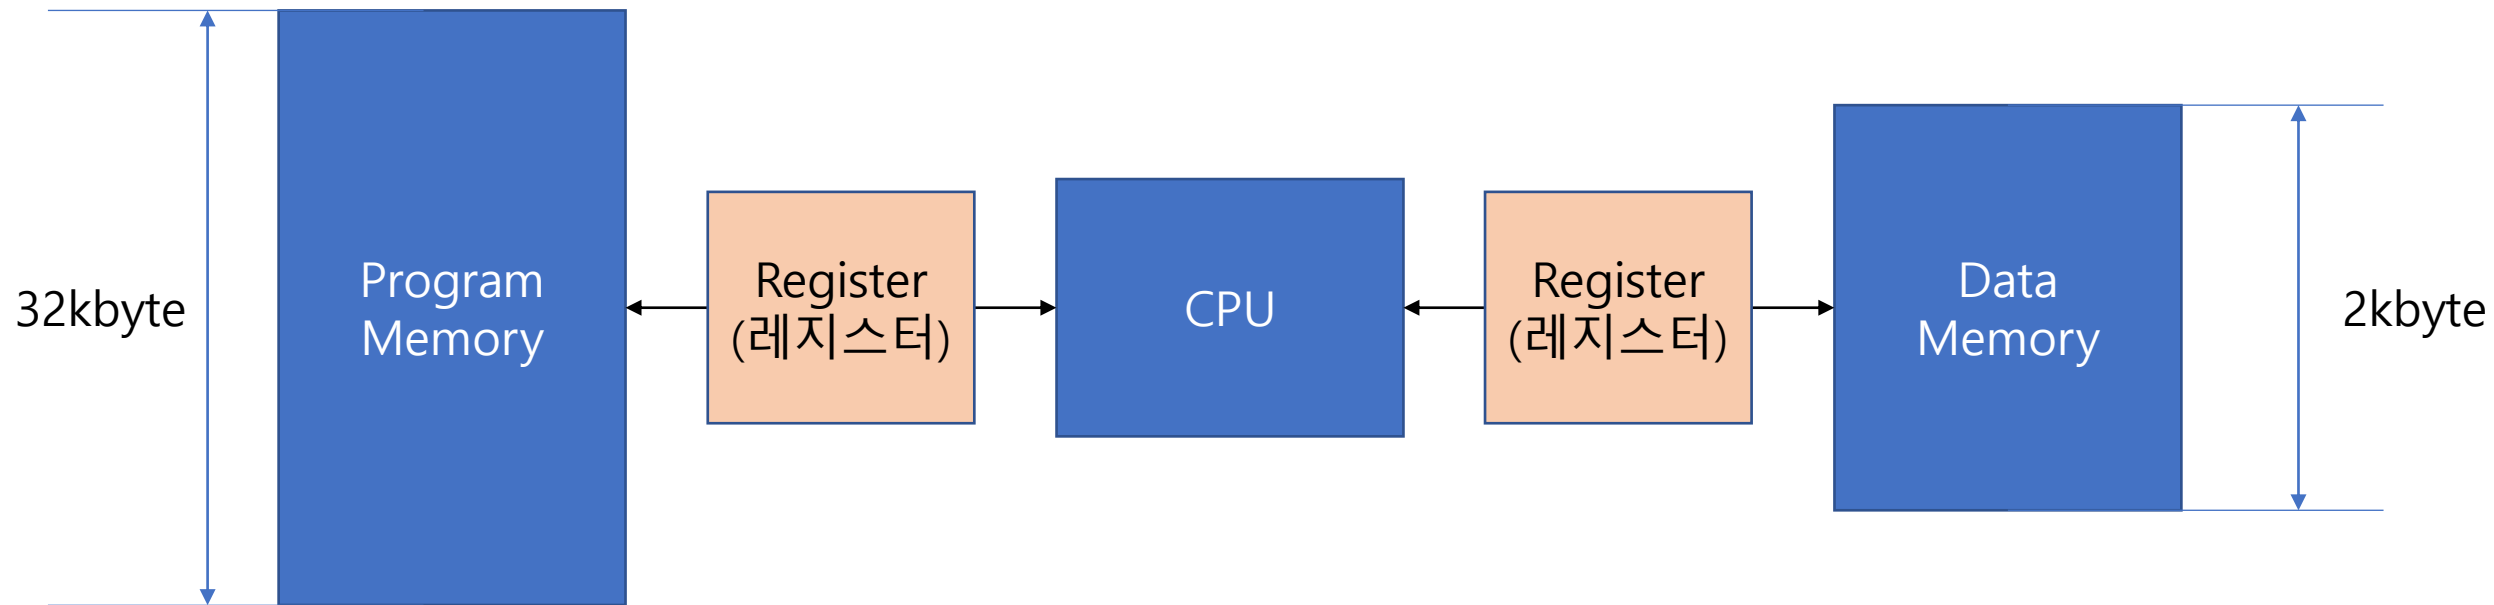 32kbyte
Program
Memory
Register
(레지스터)
CPU
Register
(레지스터)
Data
Memory
2kbyte